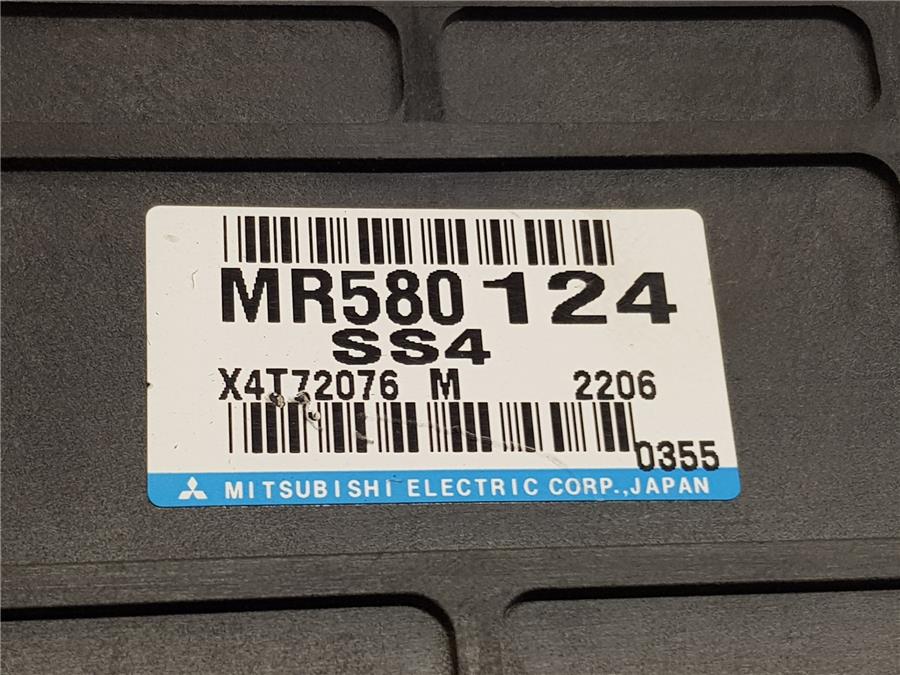 MR580 124
SS4
X4T72076 M 2206
0355
MITSUBISHI ELECTRIC CORP.,JAPAN